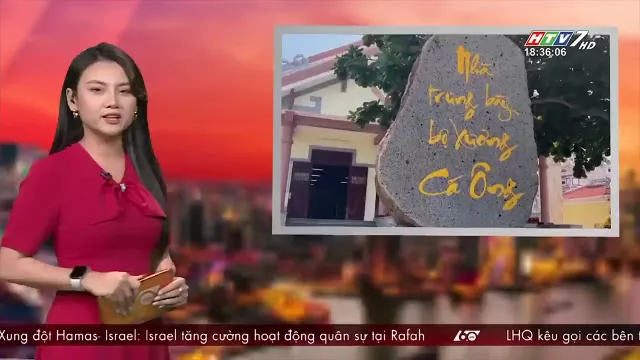 HTV7 HD
18:36:06
Nhà
trưng bày
bộ xương
Cá Ông
Xung đột Hamas- Israel: Israel tăng cường hoạt động quân sự tại Rafah
60
LHQ kêu gọi các bên